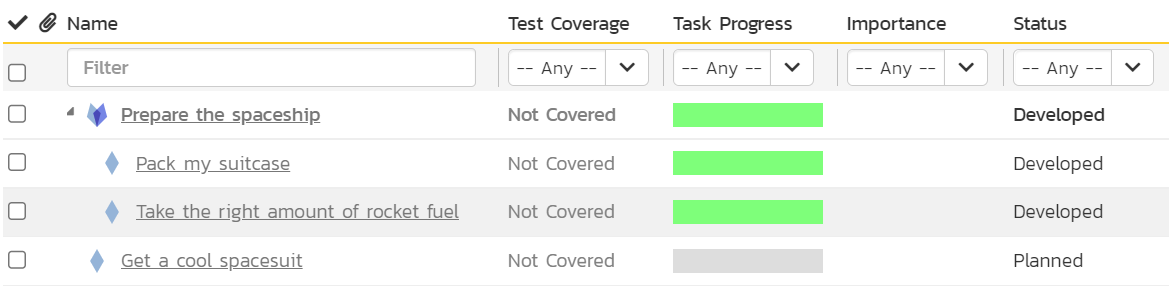 Name Test Coverage Task Progress Importance Status
Filter -- Any -- -- Any -- -- Any -- -- Any --
Prepare the spaceship Not Covered Developed
Pack my suitcase Not Covered Developed
Take the right amount of rocket fuel Not Covered Developed
Get a cool spacesuit Not Covered Planned